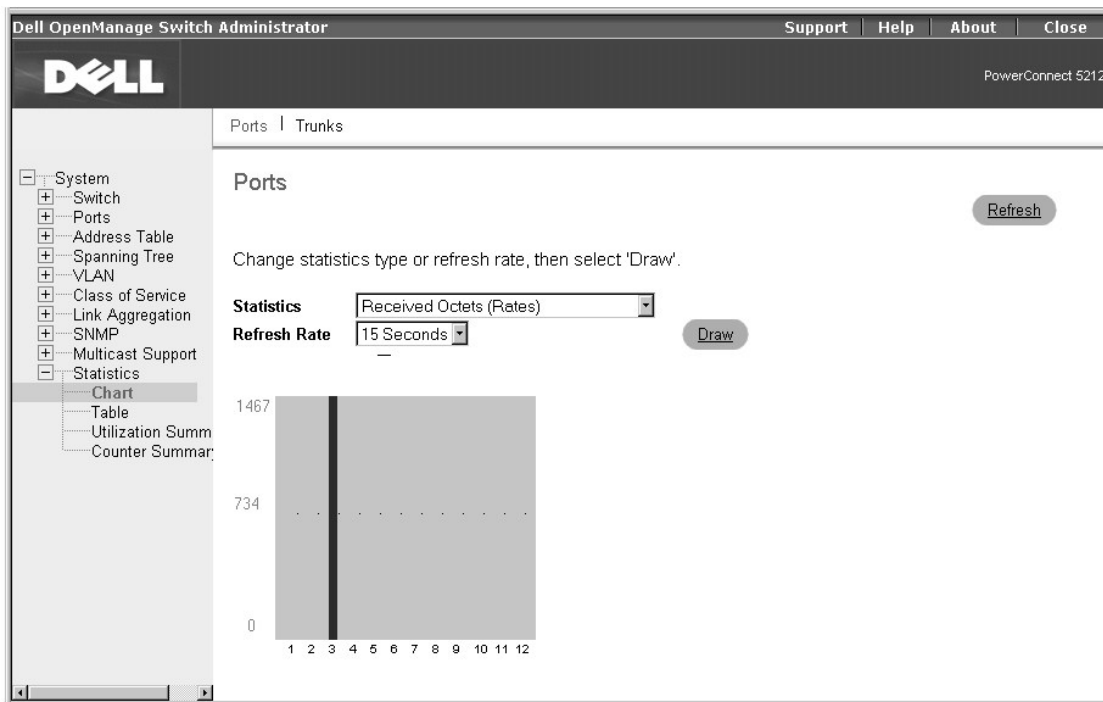 Dell OpenManage Switch Administrator Support Help About Close
DELL
PowerConnect 5212
Ports | Trunks
System
Switch
Ports
Address Table
Spanning Tree
VLAN
Class of Service
Link Aggregation
SNMP
Multicast Support
Statistics
Chart
Table
Utilization Summ
Counter Summar
Ports
Refresh
Change statistics type or refresh rate, then select 'Draw'.
Statistics Received Octets (Rates)
Refresh Rate 15 Seconds Draw
1467
734
0
1 2 3 4 5 6 7 8 9 10 11 12